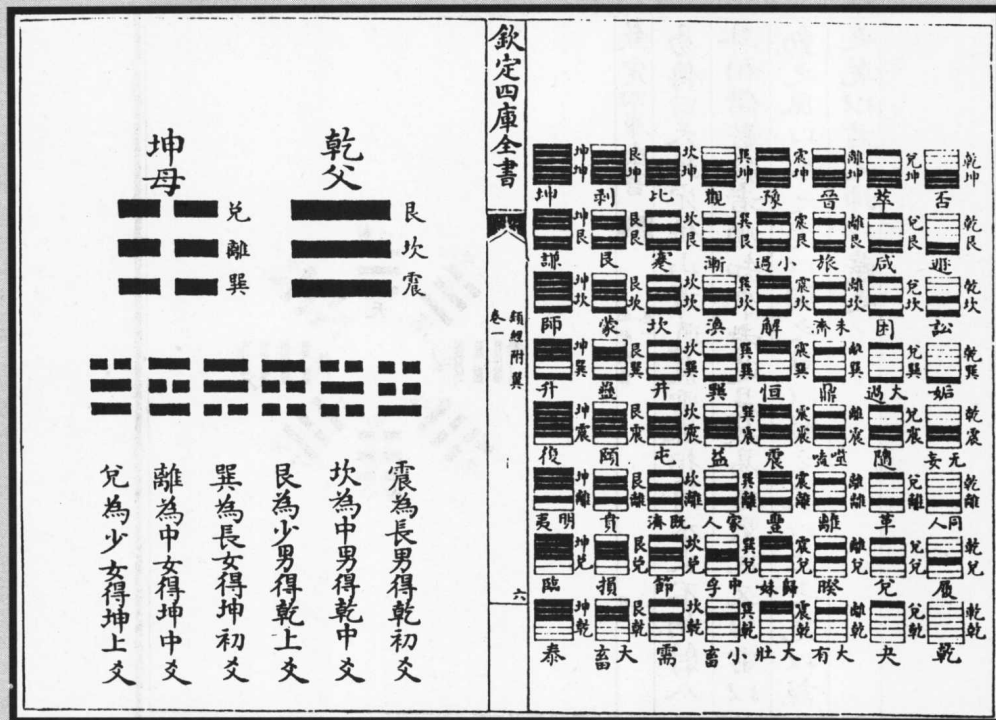 乾坤 兌坤 離坤 震坤 巽坤 坎坤 艮坤 坤坤
否 萃 晉 豫 觀 比 剥 坤
乾艮 兌艮 離艮 震艮 巽艮 坎艮 艮艮 坤艮
遯 咸 旅 小過 漸 蹇 艮 謙
乾坎 兌坎 離坎 震坎 巽坎 坎坎 艮坎 坤坎
訟 困 未濟 解 渙 坎 蒙 師
乾巽 兌巽 離巽 震巽 巽巽 坎巽 艮巽 坤巽
姤 大過 鼎 恒 巽 井 蠱 升
乾震 兌震 離震 震震 巽震 坎震 艮震 坤震
无妄 隨 噬嗑 震 益 屯 頤 復
乾離 兌離 離離 震離 巽離 坎離 艮離 坤離
同人 革 離 豐 家人 既濟 賁 明夷
乾兌 兌兌 離兌 震兌 巽兌 坎兌 艮兌 坤兌
履 兌 睽 歸妹 中孚 節 損 臨
乾乾 兌乾 離乾 震乾 巽乾 坎乾 艮乾 坤乾
乾 夬 大有 大壯 小畜 需 大畜 泰
欽定四庫全書
類經附翼
卷一
六
乾父
艮
坎
震
坤母
兌
離
巽
震為長男得乾初爻
坎為中男得乾中爻
艮為少男得乾上爻
巽為長女得坤初爻
離為中女得坤中爻
兌為少女得坤上爻